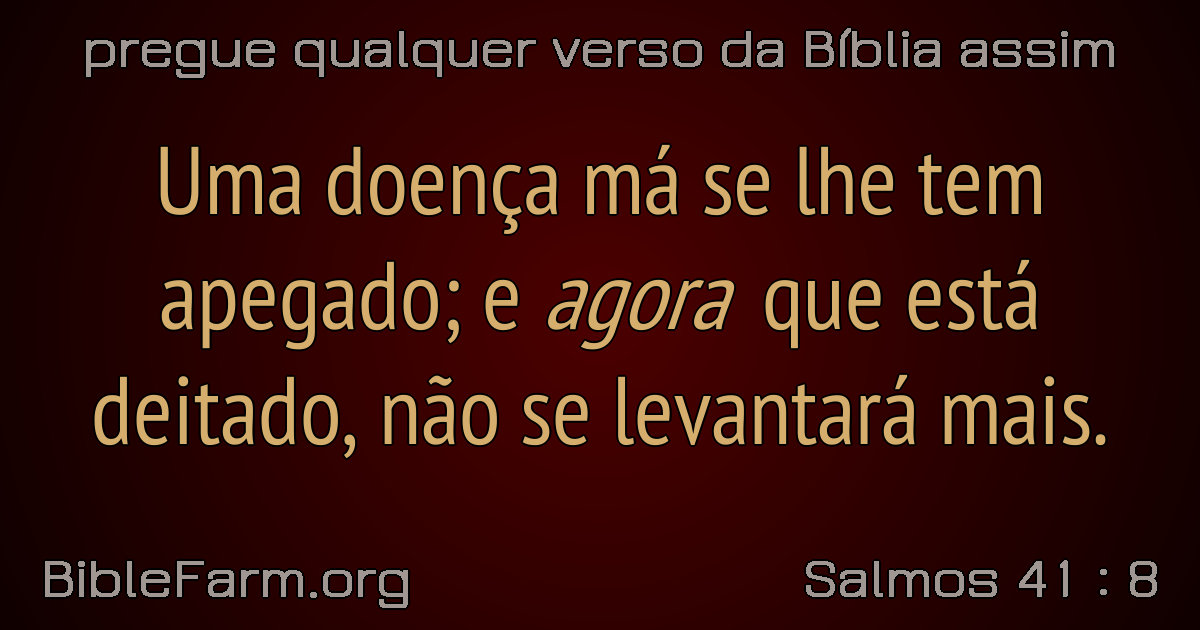 pregue qualquer verso da Bíblia assim
Uma doença má se lhe tem
apegado; e agora que está
deitado, não se levantará mais.
BibleFarm.org
Salmos 41 : 8